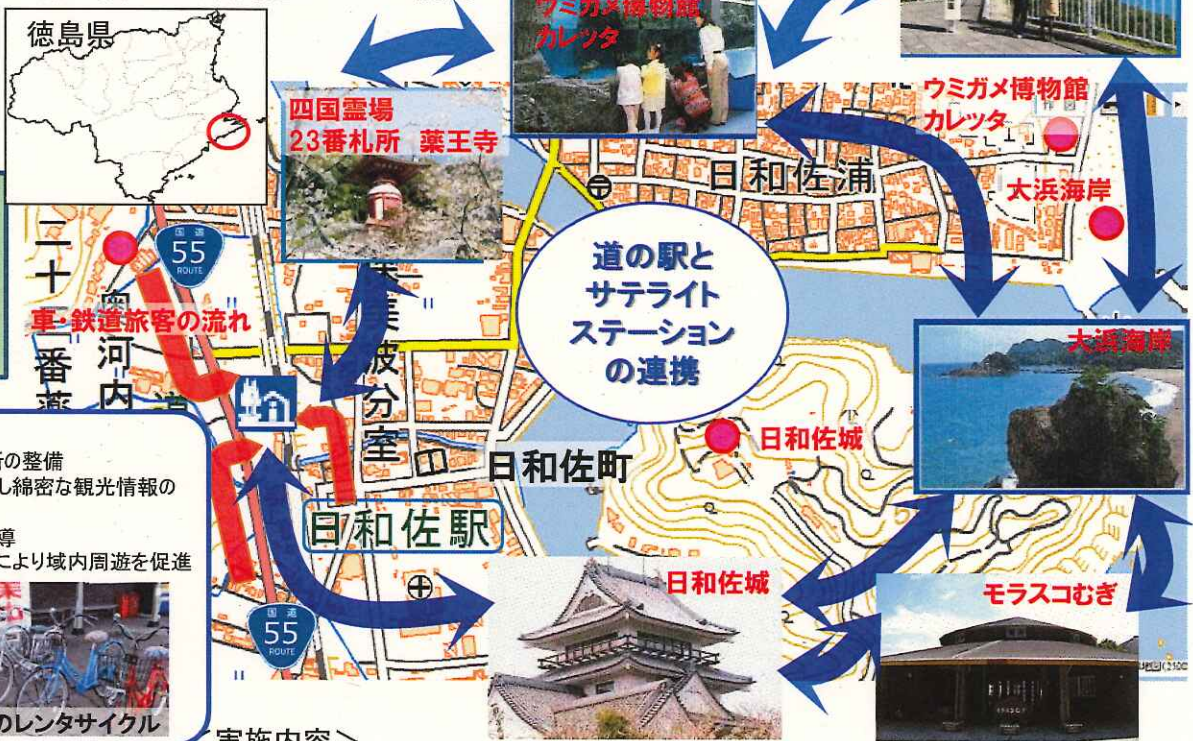 徳島県
ウミガメ博物館
カレッタ
四国霊場
23番札所 薬王寺
ウミガメ博物館
カレッタ
大浜海岸
日和佐浦
国道
55
ROUTE
道の駅と
サテライト
ステーション
の連携
車・鉄道旅客の流れ
奥河内
波分室
大浜海岸
日和佐城
日和佐町
日和佐駅
の整備
し綿密な観光情報の
導
により域内周遊を促進
のレンタサイクル
国道
55
ROUTE
日和佐城
モラスコむぎ
＜実施内容＞